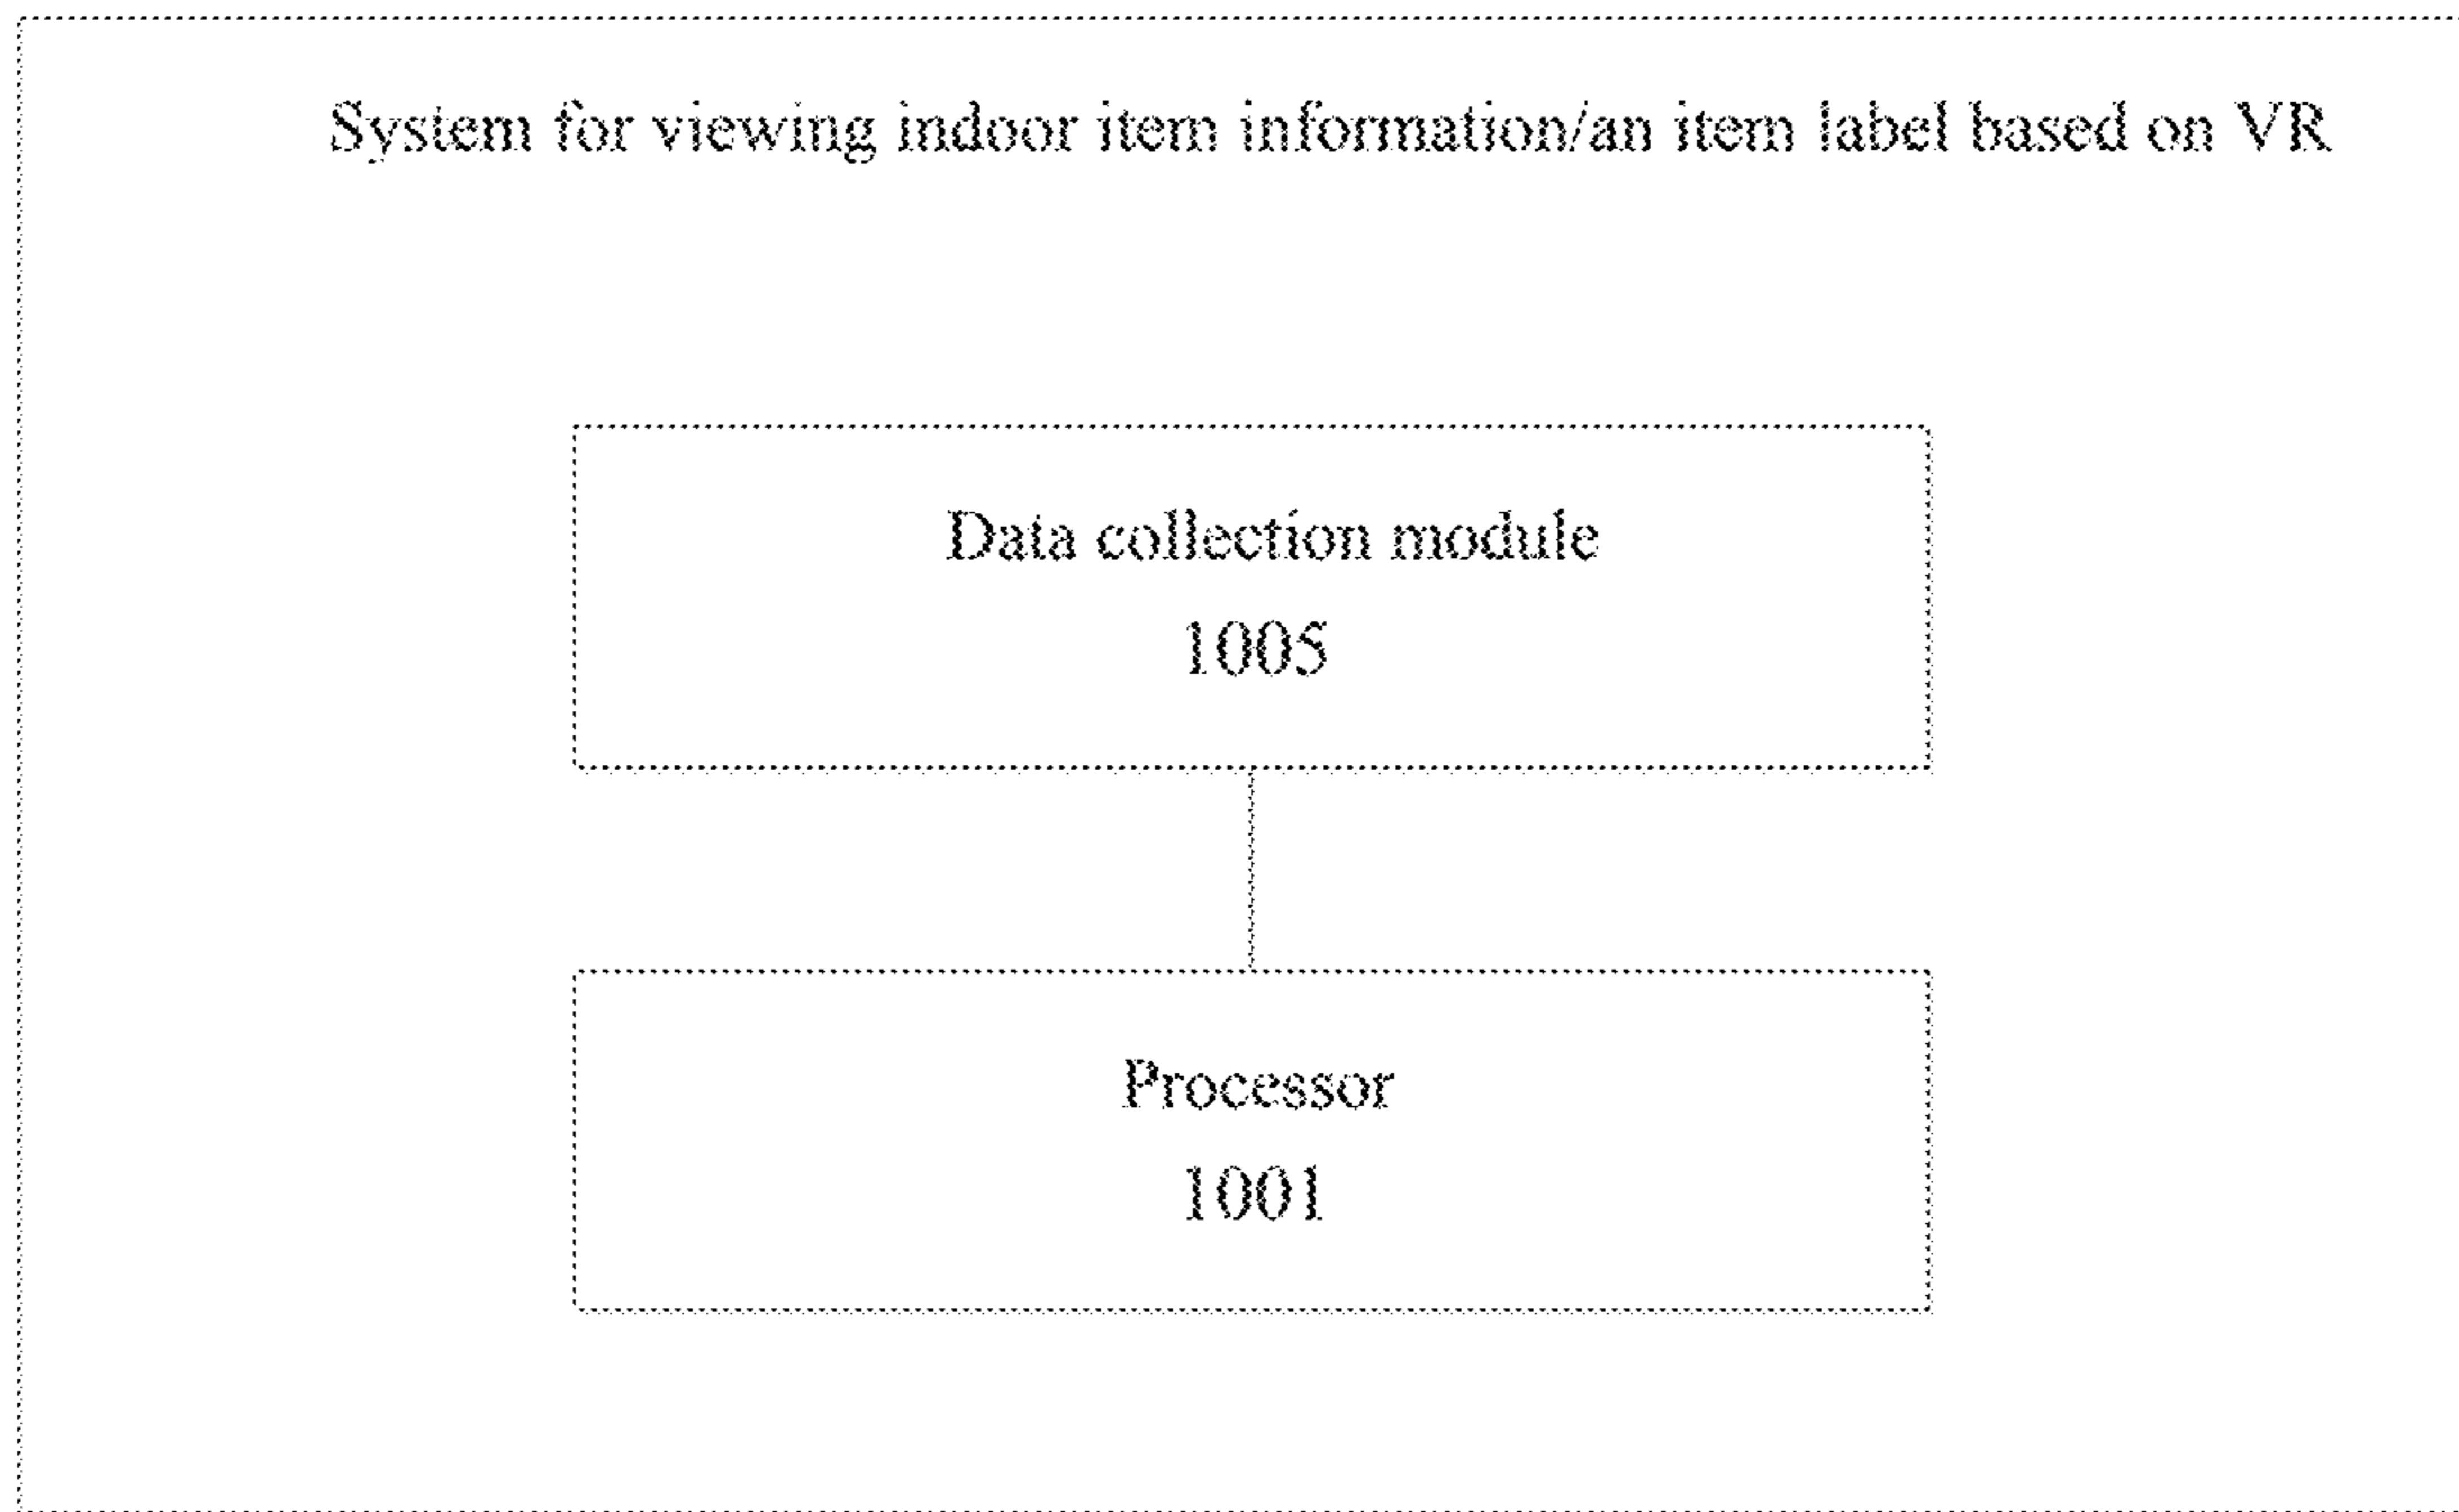 System for viewing indoor item information/an item label based on VR
Data collection module
1005
Processor
1001